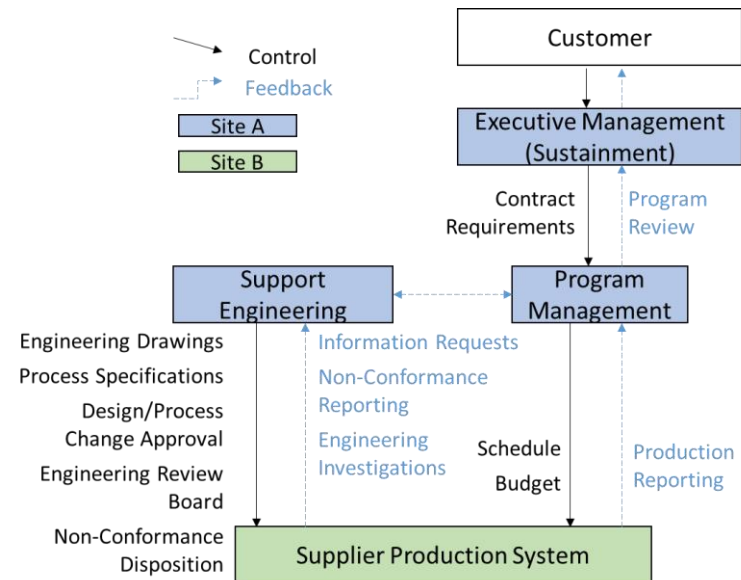 Control
Feedback
Site A
Site B
Customer
Executive Management
(Sustainment)
Contract
Requirements
Program
Review
Support
Engineering
Program
Management
Engineering Drawings
Process Specifications
Design/Process
Change Approval
Engineering Review
Board
Non-Conformance
Disposition
Information Requests
Non-Conformance
Reporting
Engineering
Investigations
Schedule
Budget
Production
Reporting
Supplier Production System